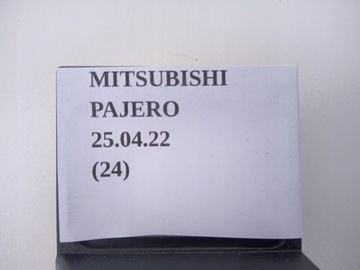 MITSUBISHI
PAJERO
25.04.22
(24)